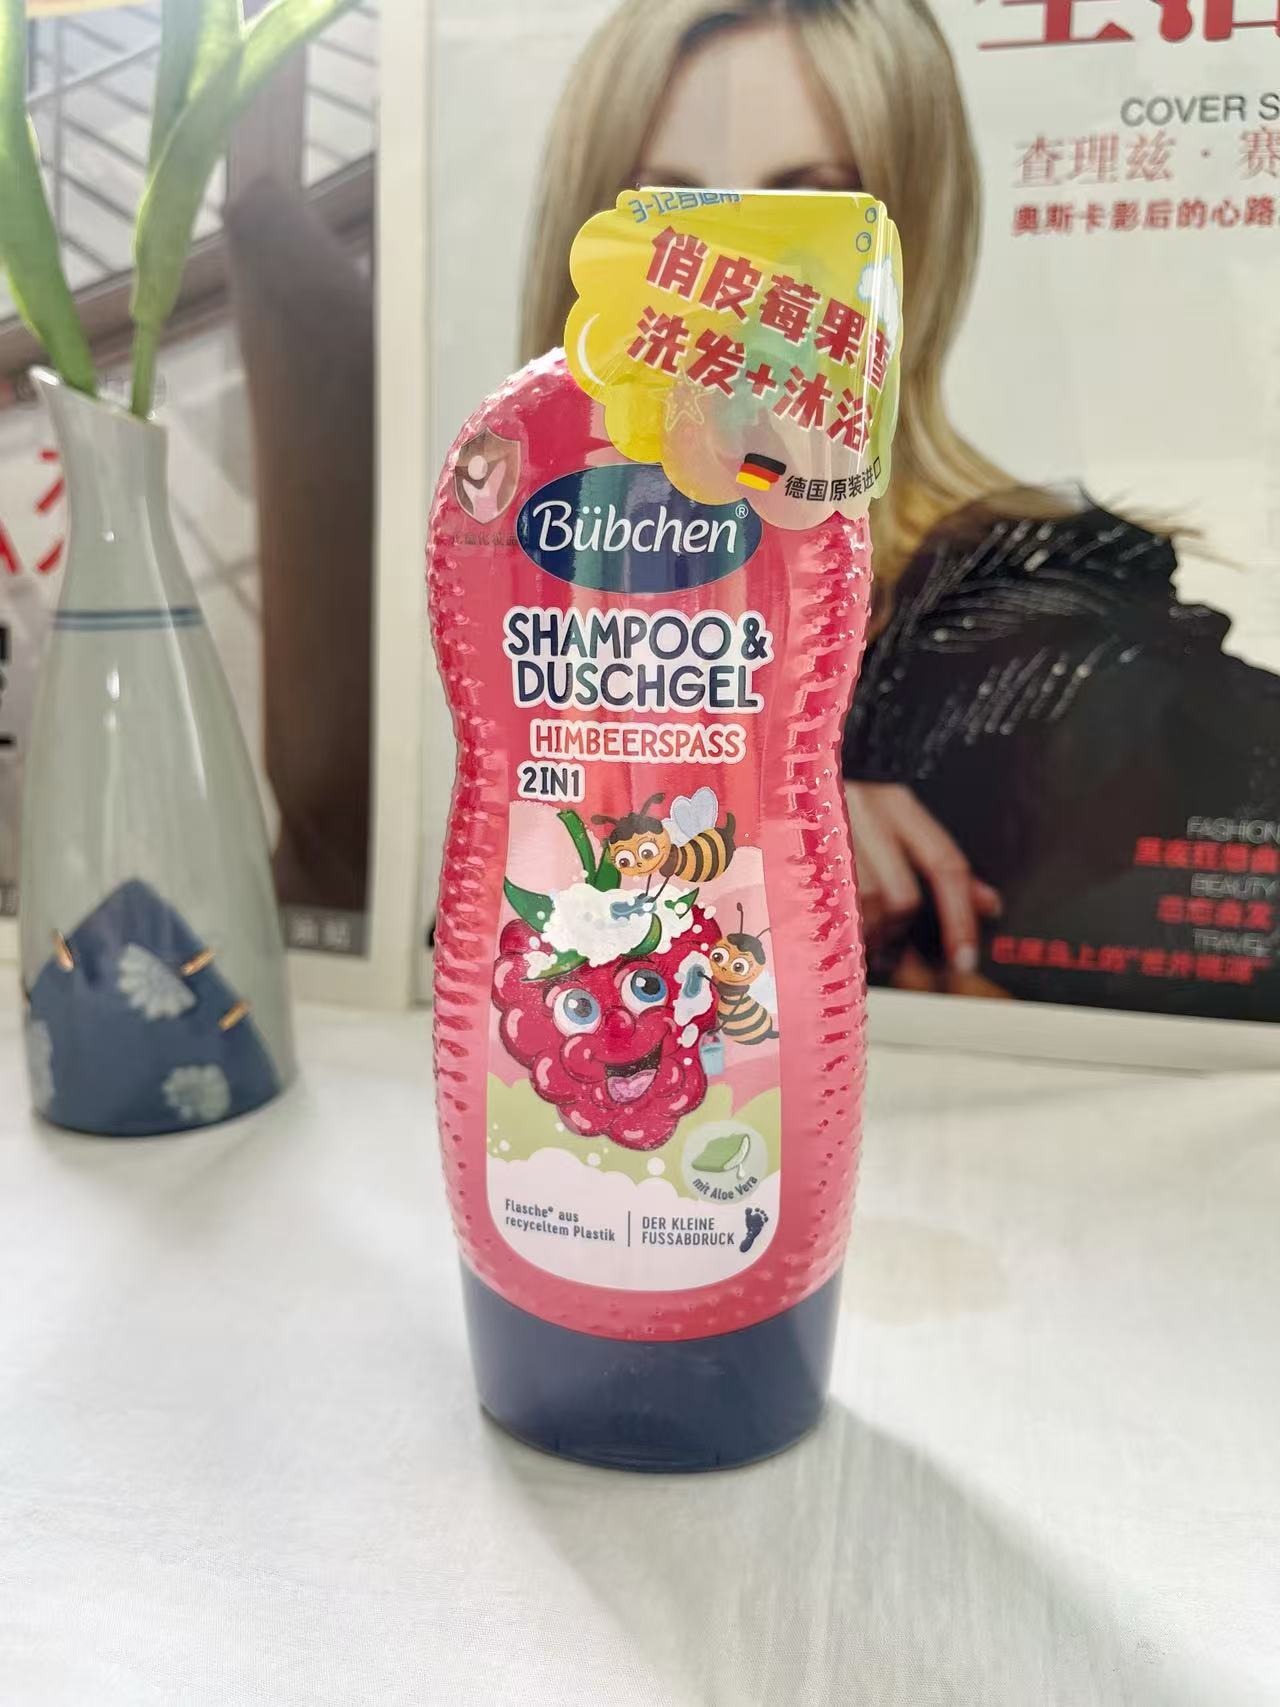 COVER S
查理兹·赛
奥斯卡影后的心路
俏皮莓果香
洗发+沐浴
德国原装进口
Bübchen®
SHAMPOO &
DUSCHGEL
HIMBEERSPASS
2IN1
mit Aloe Vera
Flasche* aus
recyceltem Plastik
DER KLEINE
FUSSABDRUCK
FASHION
BEAUTY
TRAVEL